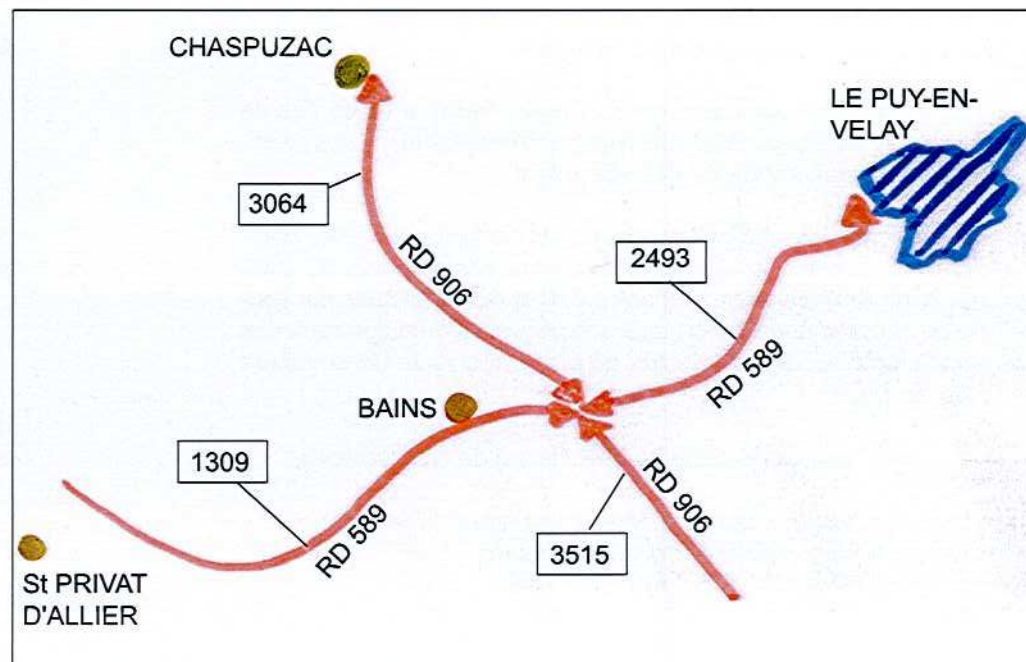 CHASPUZAC
LE PUY-EN-
VELAY
3064
2493
RD 906
RD 589
BAINS
1309
RD 589
RD 906
3515
St PRIVAT
D'ALLIER